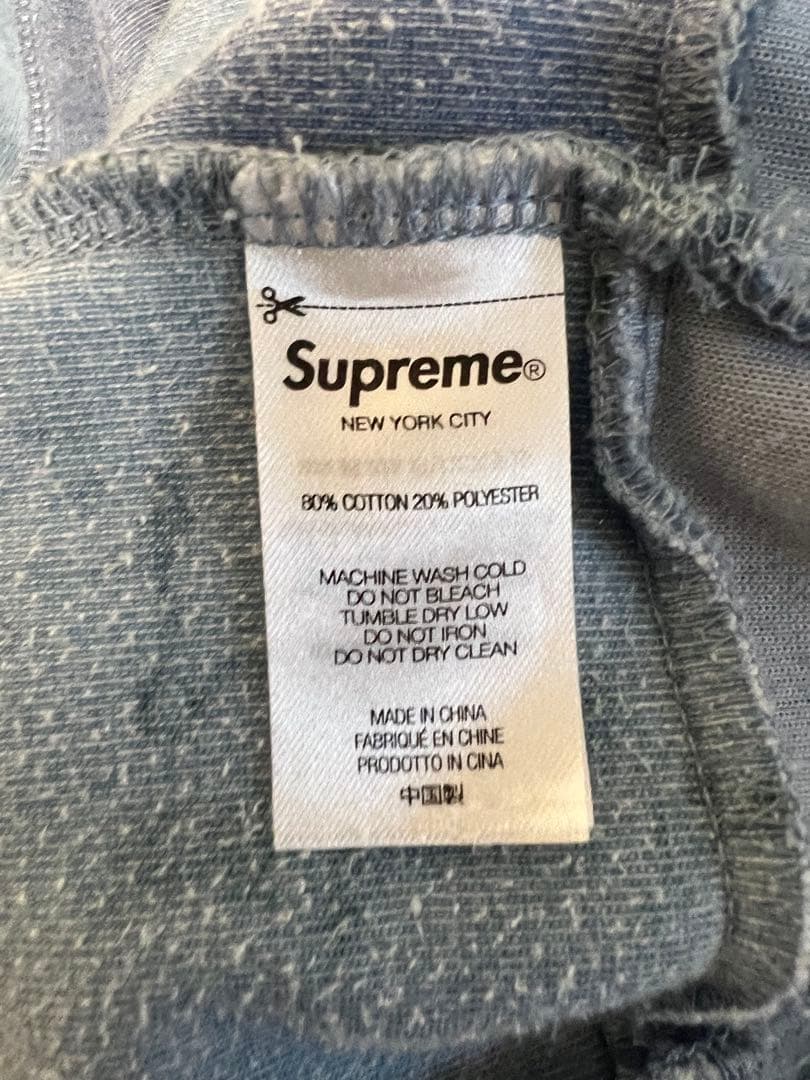 Supreme®
NEW YORK CITY
80% COTTON 20% POLYESTER
MACHINE WASH COLD
DO NOT BLEACH
TUMBLE DRY LOW
DO NOT IRON
DO NOT DRY CLEAN
MADE IN CHINA
FABRIQUÉ EN CHINE
PRODOTTO IN CINA
中国製